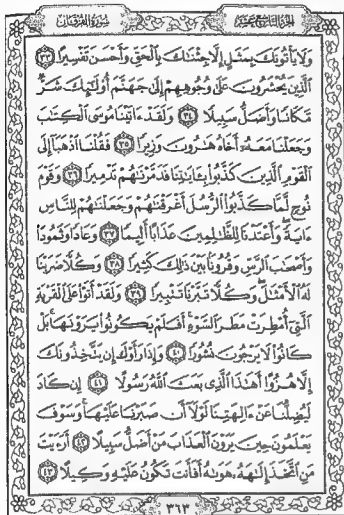 الجزء التاسع عشر سورة الفرقان
وَلَا يَأْتُونَكَ بِمَثَلٍ إِلَّا جِئْنَٰكَ بِٱلْحَقِّ وَأَحْسَنَ تَفْسِيرًا ٣٣
ٱلَّذِينَ يُحْشَرُونَ عَلَىٰ وُجُوهِهِمْ إِلَىٰ جَهَنَّمَ أُو۟لَٰٓئِكَ شَرٌّ
مَّكَانًا وَأَضَلُّ سَبِيلًا ٣٤ وَلَقَدْ ءَاتَيْنَا مُوسَى ٱلْكِتَٰبَ
وَجَعَلْنَا مَعَهُۥٓ أَخَاهُ هَٰرُونَ وَزِيرًا ٣٥ فَقُلْنَا ٱذْهَبَآ إِلَى
ٱلْقَوْمِ ٱلَّذِينَ كَذَّبُوا۟ بِـَٔايَٰتِنَا فَدَمَّرْنَٰهُمْ تَدْمِيرًا ٣٦ وَقَوْمَ
نُوحٍ لَّمَّا كَذَّبُوا۟ ٱلرُّسُلَ أَغْرَقْنَٰهُمْ وَجَعَلْنَٰهُمْ لِلنَّاسِ
ءَايَةً وَأَعْتَدْنَا لِلظَّٰلِمِينَ عَذَابًا أَلِيمًا ٣٧ وَعَادًا وَثَمُودَا۟
وَأَصْحَٰبَ ٱلرَّسِّ وَقُرُونًۢا بَيْنَ ذَٰلِكَ كَثِيرًا ٣٨ وَكُلًّا ضَرَبْنَا
لَهُ ٱلْأَمْثَٰلَ وَكُلًّا تَبَّرْنَا تَتْبِيرًا ٣٩ وَلَقَدْ أَتَوْا۟ عَلَى ٱلْقَرْيَةِ
ٱلَّتِىٓ أُمْطِرَتْ مَطَرَ ٱلسَّوْءِ أَفَلَمْ يَكُونُوا۟ يَرَوْنَهَا بَلْ
كَانُوا۟ لَا يَرْجُونَ نُشُورًا ٤٠ وَإِذَا رَأَوْكَ إِن يَتَّخِذُونَكَ
إِلَّا هُزُوًا أَهَٰذَا ٱلَّذِى بَعَثَ ٱللَّهُ رَسُولًا ٤١ إِن كَادَ
لَيُضِلُّنَا عَنْ ءَالِهَتِنَا لَوْلَآ أَن صَبَرْنَا عَلَيْهَا وَسَوْفَ
يَعْلَمُونَ حِينَ يَرَوْنَ ٱلْعَذَابَ مَنْ أَضَلُّ سَبِيلًا ٤٢ أَرَءَيْتَ
مَنِ ٱتَّخَذَ إِلَٰهَهُۥ هَوَىٰهُ أَفَأَنتَ تَكُونُ عَلَيْهِ وَكِيلًا ٤٣
٣٦٣